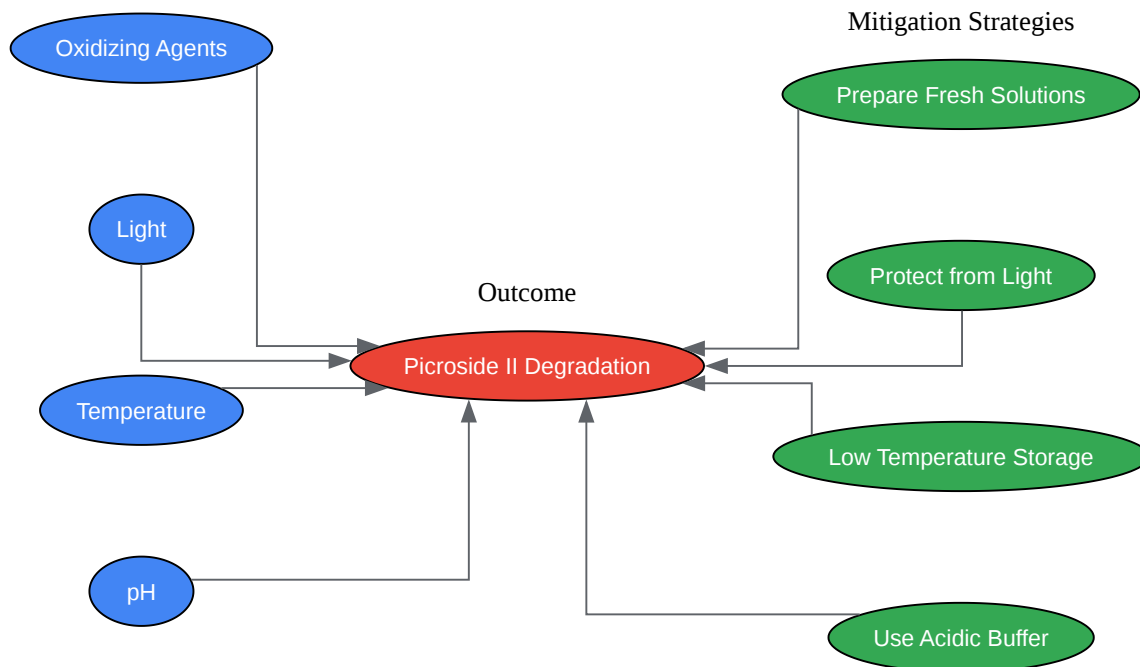 Mitigation Strategies
Oxidizing Agents
Prepare Fresh Solutions
Light
Protect from Light
Outcome
Picroside II Degradation
Temperature
Low Temperature Storage
pH
Use Acidic Buffer